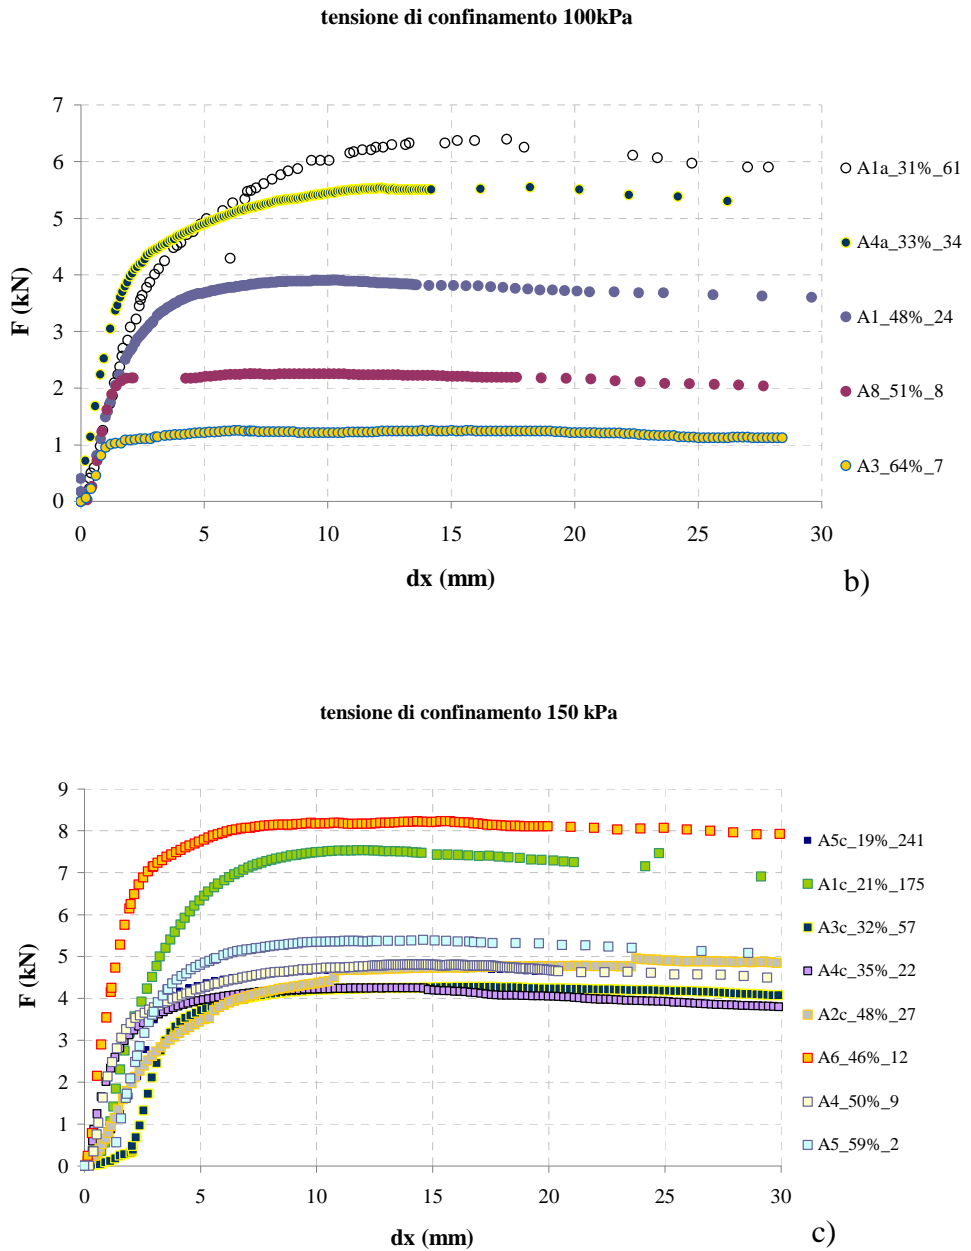 tensione di confinamento 100kPa
7
6
5
4
3
2
1
0
F (kN)
0 5 10 15 20 25 30
dx (mm)
A1a_31%_61
A4a_33%_34
A1_48%_24
A8_51%_8
A3_64%_7
b)
tensione di confinamento 150 kPa
9
8
7
6
5
4
3
2
1
0
F (kN)
0 5 10 15 20 25 30
dx (mm)
A5c_19%_241
A1c_21%_175
A3c_32%_57
A4c_35%_22
A2c_48%_27
A6_46%_12
A4_50%_9
A5_59%_2
c)